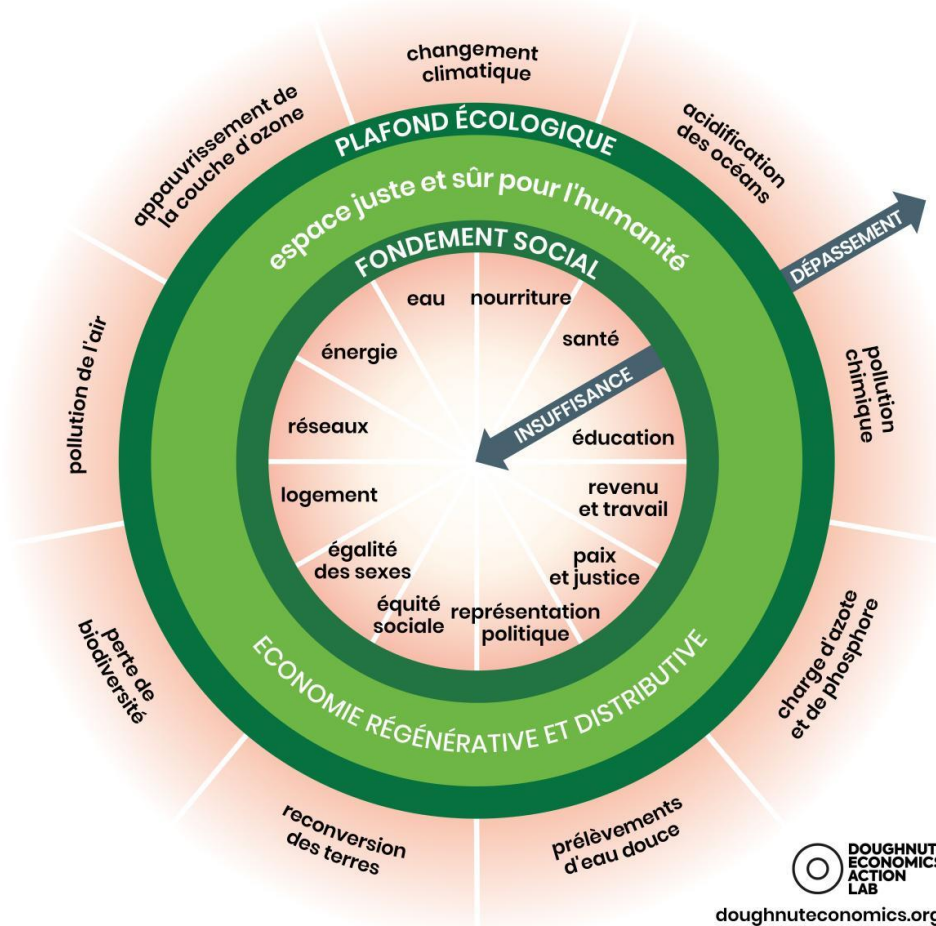 changement
climatique
acidification
des océans
DÉPASSEMENT
pollution
chimique
charge d'azote
et de phosphore
prélèvements
d'eau douce
reconversion
des terres
perte de
biodiversité
pollution de l'air
appauvrissement de
la couche d'ozone
PLAFOND ÉCOLOGIQUE
espace juste et sûr pour l'humanité
FONDEMENT SOCIAL
eau
nourriture
santé
INSUFFISANCE
éducation
revenu
et travail
paix
et justice
représentation
politique
équité
sociale
égalité
des sexes
logement
réseaux
énergie
ECONOMIE RÉGÉNÉRATIVE ET DISTRIBUTIVE
DOUGHNUT
ECONOMICS
ACTION
LAB
doughnuteconomics.org